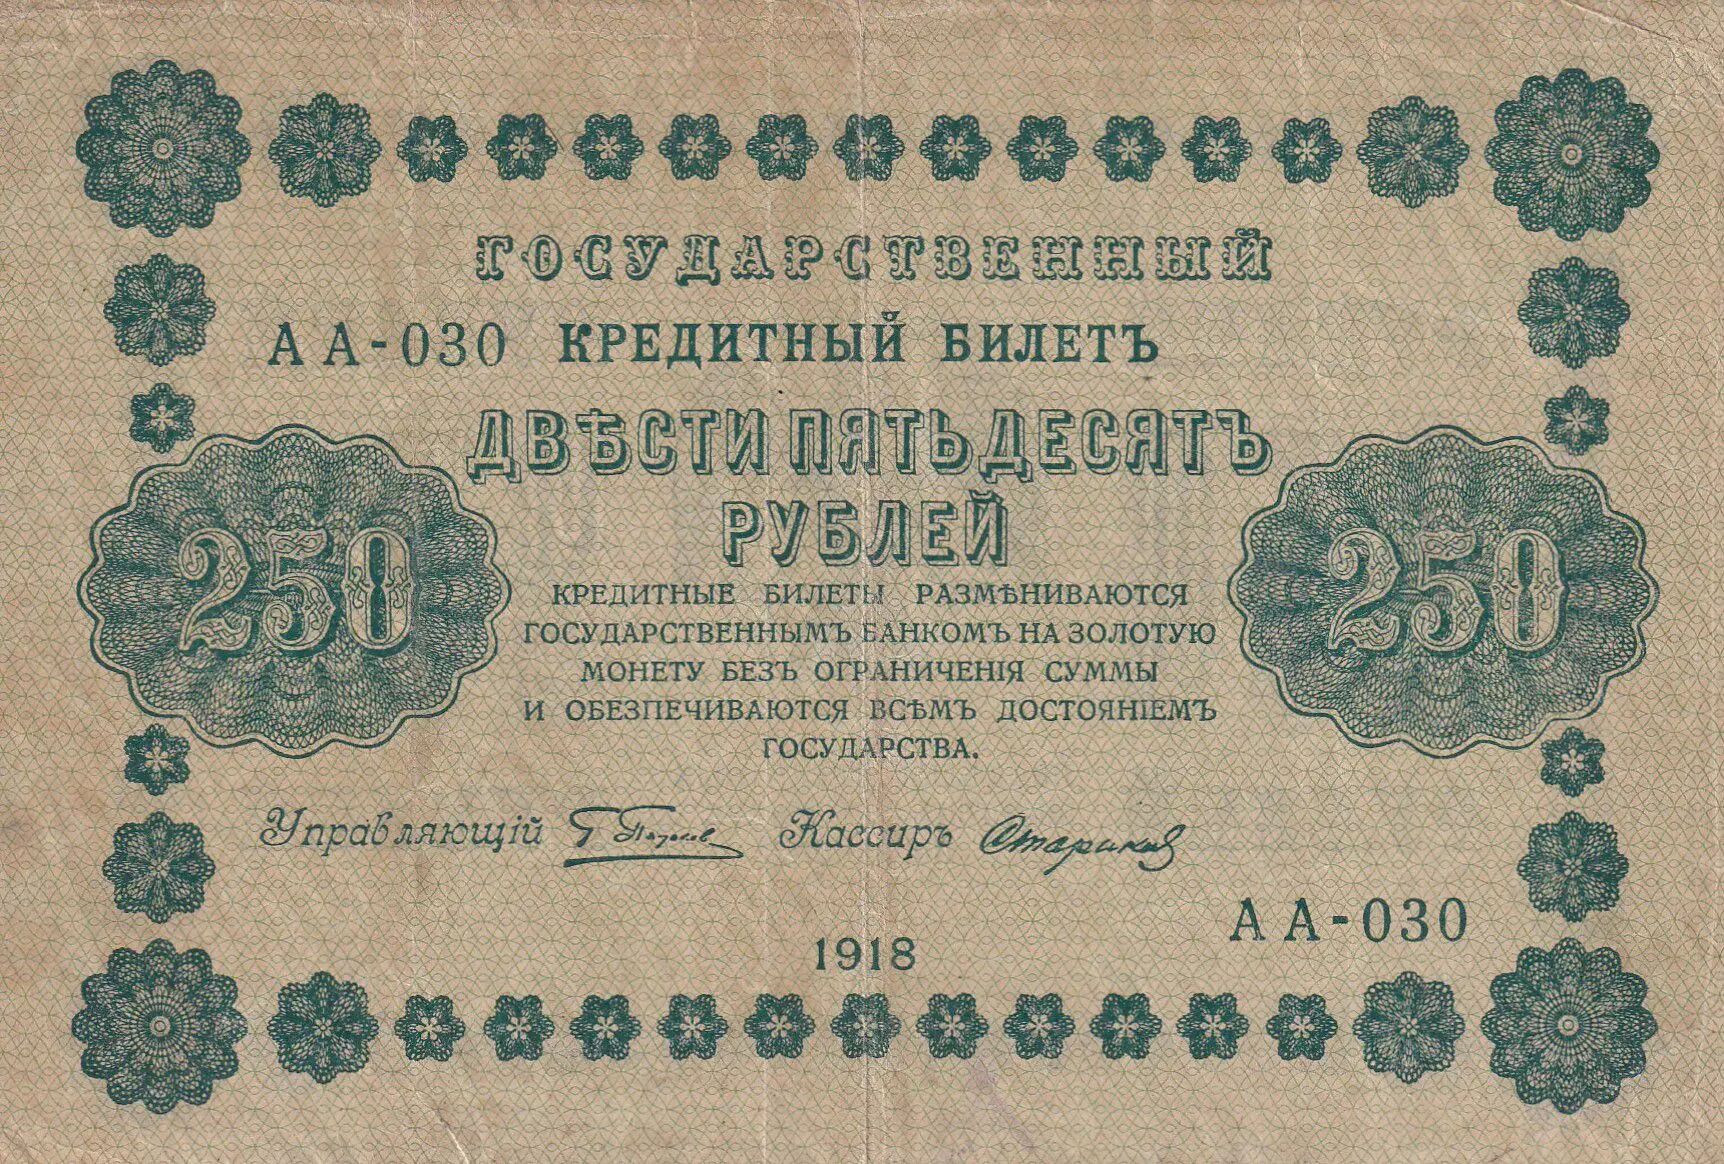 ГОСУДАРСТВЕННЫЙ
АА-030 КРЕДИТНЫЙ БИЛЕТЪ
ДВѢСТИ ПЯТЬДЕСЯТЪ
РУБЛЕЙ
250
250
КРЕДИТНЫЕ БИЛЕТЫ РАЗМѢНИВАЮТСЯ
ГОСУДАРСТВЕННЫМЪ БАНКОМЪ НА ЗОЛОТУЮ
МОНЕТУ БЕЗЪ ОГРАНИЧЕНІЯ СУММЫ
И ОБЕЗПЕЧИВАЮТСЯ ВСѢМЪ ДОСТОЯНІЕМЪ
ГОСУДАРСТВА.
Управляющій Кассиръ
АА-030
1918